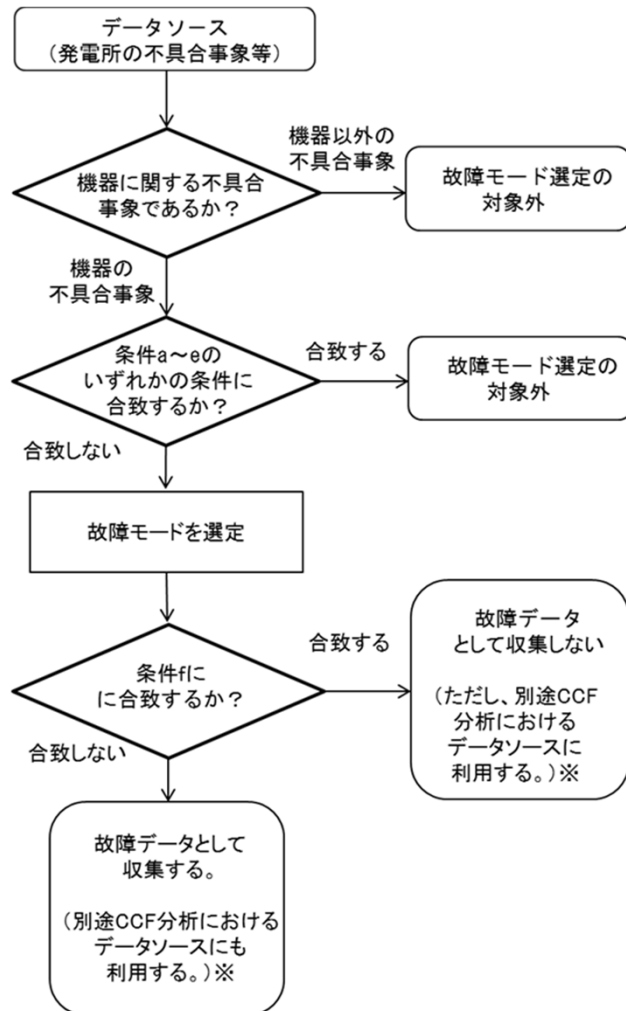 データソース
（発電所の不具合事象等）
機器以外の
不具合事象
機器に関する不具合
事象であるか？
故障モード選定の
対象外
機器の
不具合事象
条件a～eの
いずれかの条件に
合致するか？
合致する
故障モード選定の
対象外
合致しない
故障モードを選定
条件fに
に合致するか？
合致する
故障データ
として収集しない
（ただし、別途CCF
分析における
データソースに
利用する。）※
合致しない
故障データとして
収集する。
（別途CCF分析における
データソースにも
利用する。）※